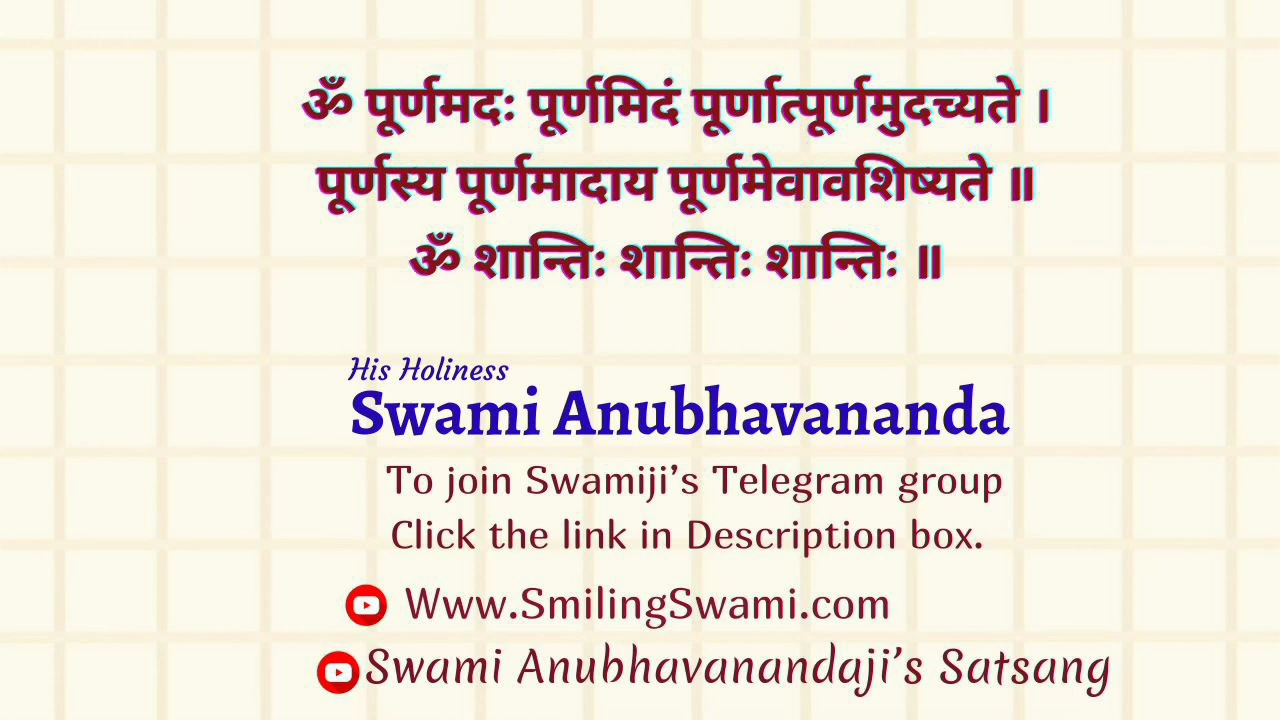 ॐ पूर्णमदः पूर्णमिदं पूर्णात्पूर्णमुदच्यते ।
पूर्णस्य पूर्णमादाय पूर्णमेवावशिष्यते ॥
ॐ शान्तिः शान्तिः शान्तिः ॥
His Holiness
Swami Anubhavananda
To join Swamiji's Telegram group
Click the link in Description box.
Www.SmilingSwami.com
Swami Anubhavanandaji's Satsang